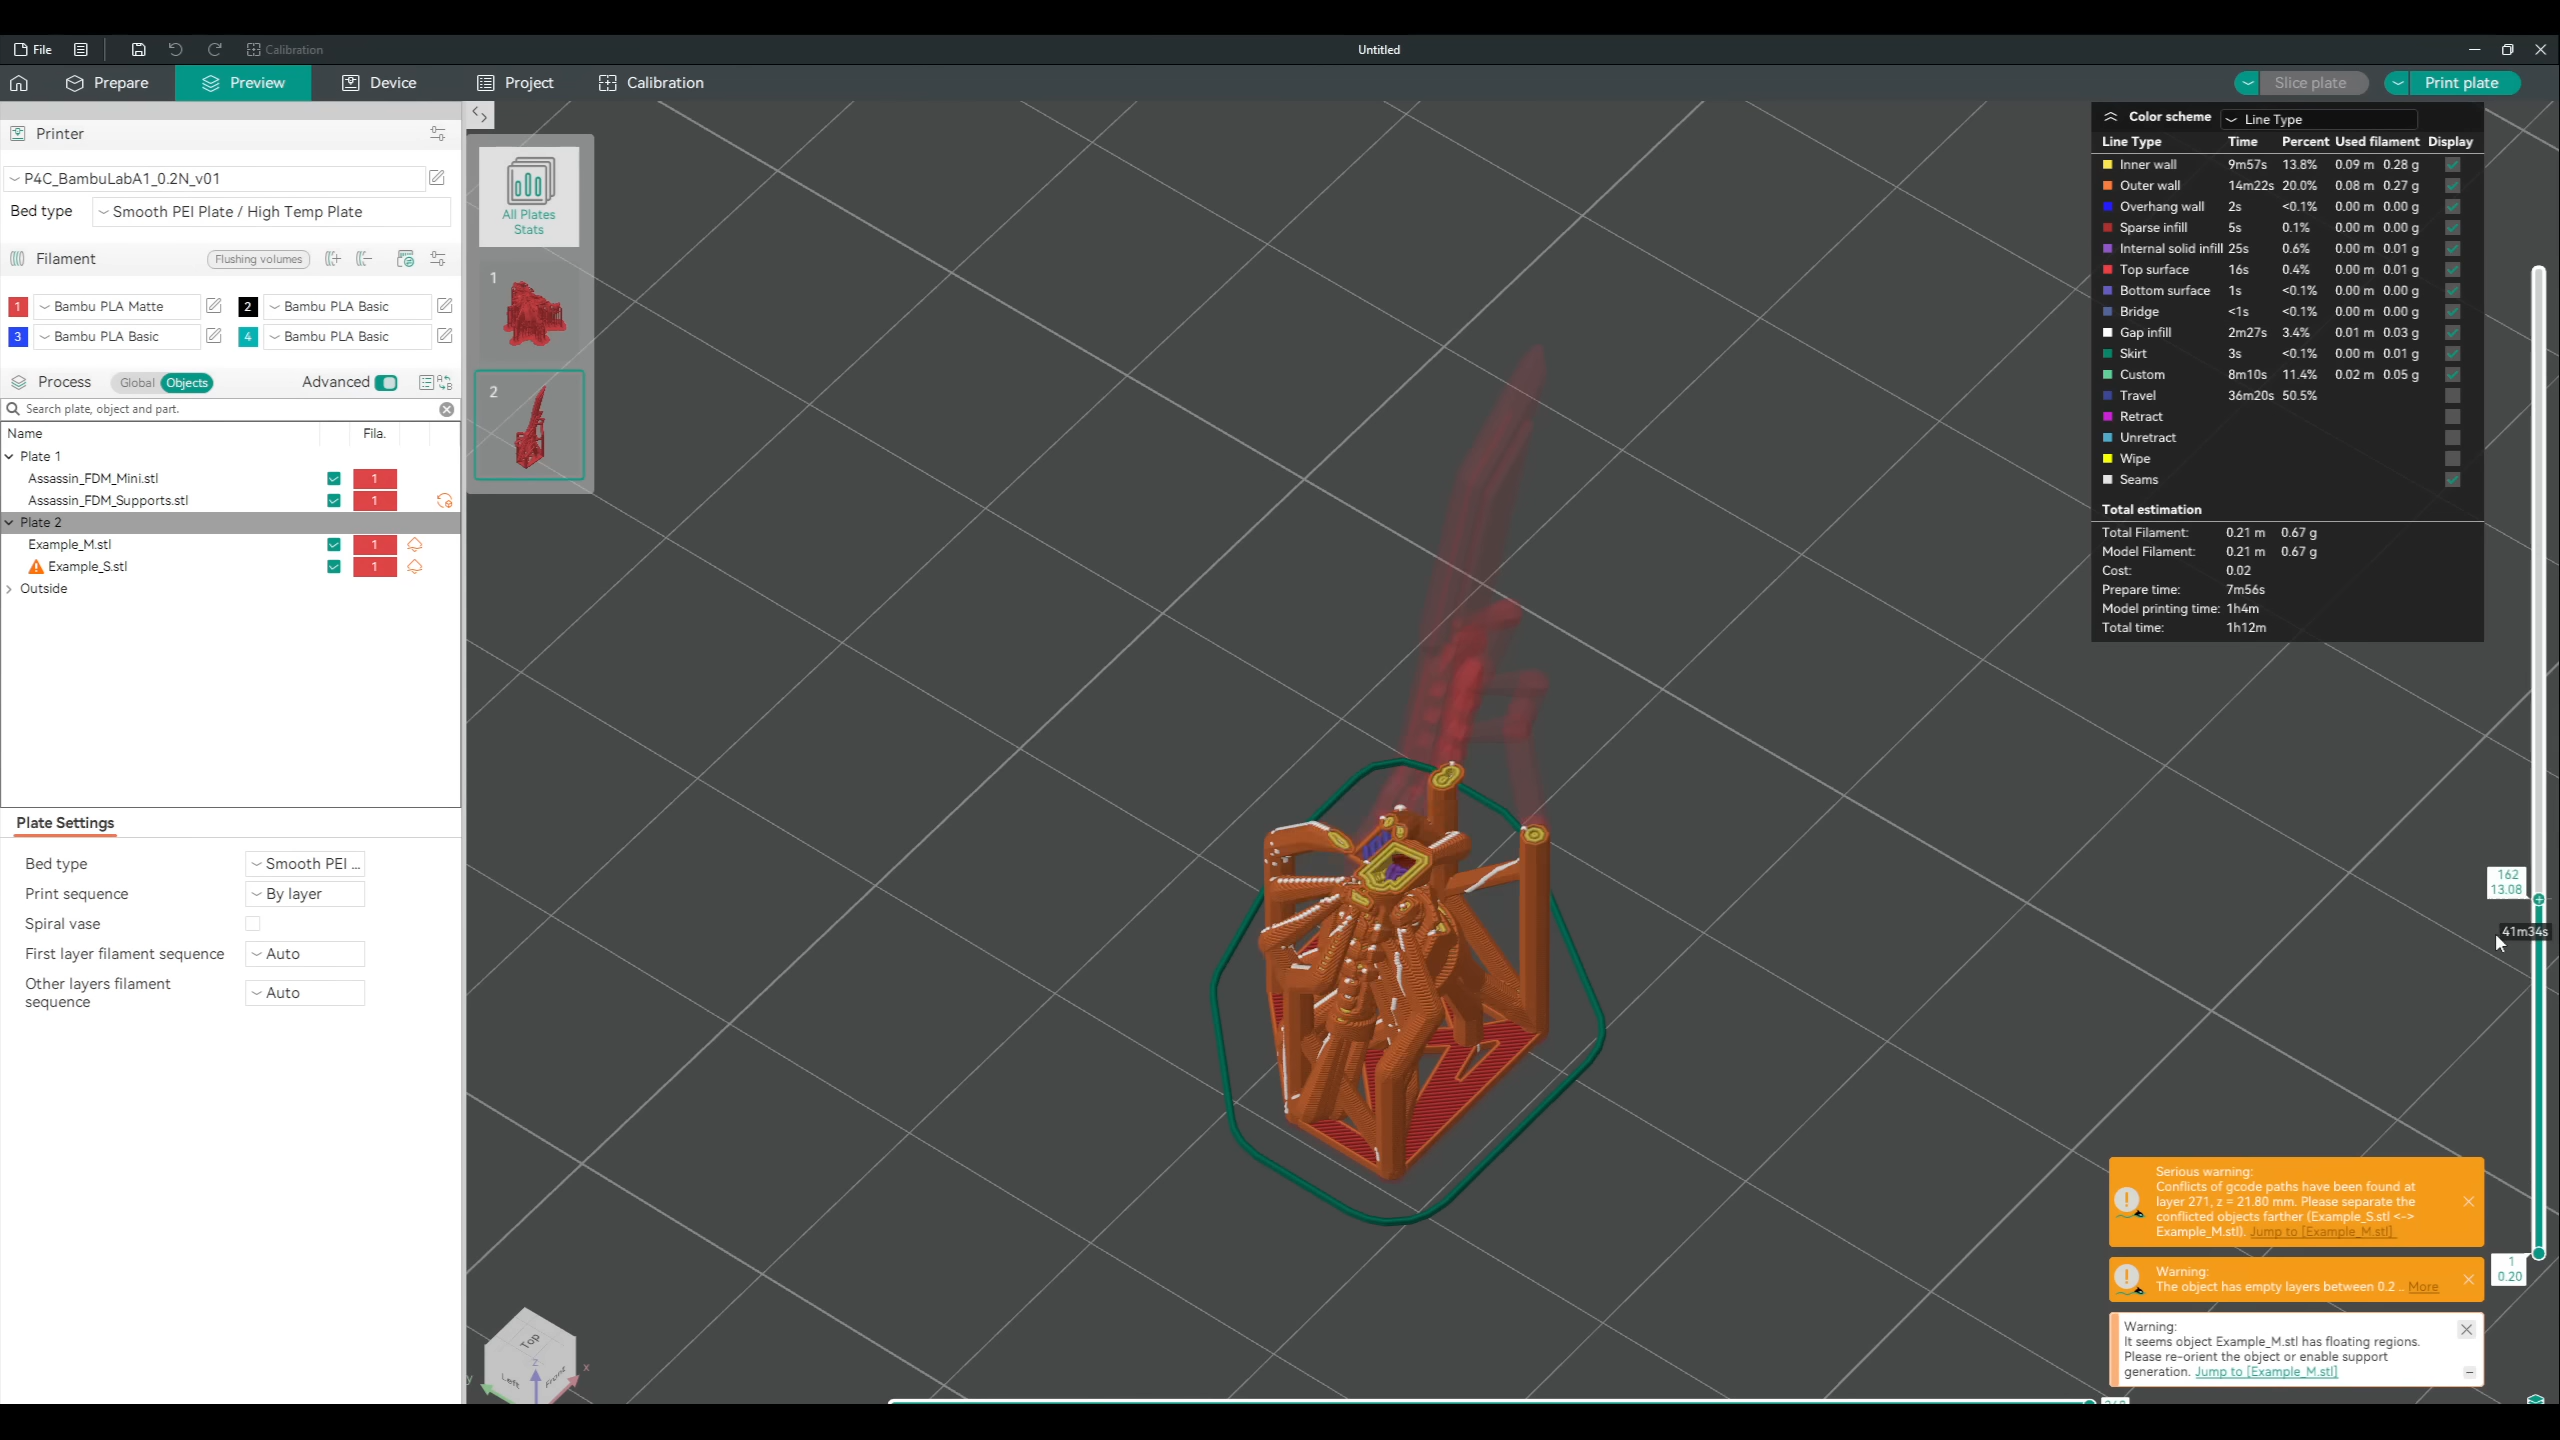 File
Calibration
Untitled
Prepare
Preview
Device
Project
Calibration
Slice plate
Print plate
Printer
P4C_BambuLabA1_0.2N_v01
Bed type
Smooth PEI Plate / High Temp Plate
Filament
Flushing volumes
1 Bambu PLA Matte
2 Bambu PLA Basic
3 Bambu PLA Basic
4 Bambu PLA Basic
Process
Global Objects
Advanced
Search plate, object and part.
Name
Fila.
Plate 1
Assassin_FDM_Mini.stl 1
Assassin_FDM_Supports.stl 1
Plate 2
Example_M.stl 1
Example_S.stl 1
Outside
Plate Settings
Bed type Smooth PEI ...
Print sequence By layer
Spiral vase
First layer filament sequence Auto
Other layers filament
sequence Auto
All Plates
Stats
1
2
Color scheme Line Type
Line Type Time Percent Used filament Display
Inner wall 9m57s 13.8% 0.09 m 0.28 g
Outer wall 14m22s 20.0% 0.08 m 0.27 g
Overhang wall 2s <0.1% 0.00 m 0.00 g
Sparse infill 5s 0.1% 0.00 m 0.00 g
Internal solid infill 25s 0.6% 0.00 m 0.01 g
Top surface 16s 0.4% 0.00 m 0.01 g
Bottom surface 1s <0.1% 0.00 m 0.00 g
Bridge <1s <0.1% 0.00 m 0.00 g
Gap infill 2m27s 3.4% 0.01 m 0.03 g
Skirt 3s <0.1% 0.00 m 0.01 g
Custom 8m10s 11.4% 0.02 m 0.05 g
Travel 36m20s 50.5%
Retract
Unretract
Wipe
Seams
Total estimation
Total Filament: 0.21 m 0.67 g
Model Filament: 0.21 m 0.67 g
Cost: 0.02
Prepare time: 7m56s
Model printing time: 1h4m
Total time: 1h12m
162
13.08
41m34s
1
0.20
Serious warning:
Conflicts of gcode paths have been found at
layer 271, z = 21.80 mm. Please separate the
conflicted objects farther (Example_S.stl <->
Example_M.stl). Jump to [Example_M.stl]
Warning:
The object has empty layers between 0.2 ... More
Warning:
It seems object Example_M.stl has floating regions.
Please re-orient the object or enable support
generation. Jump to [Example_M.stl]
Top
Left
Front
z
x
y